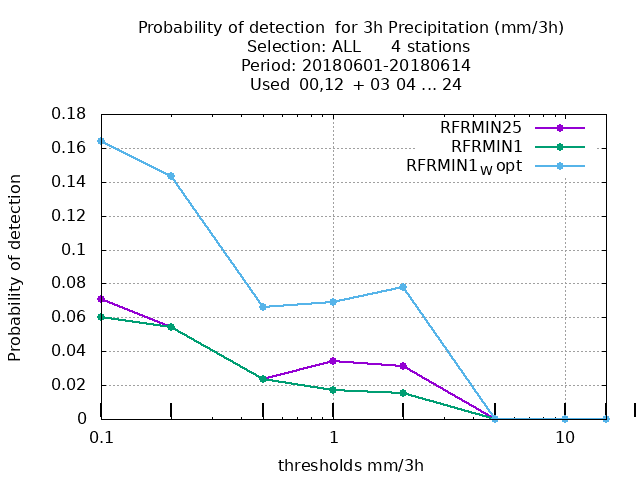 Probability of detection for 3h Precipitation (mm/3h)
Selection: ALL 4 stations
Period: 20180601-20180614
Used 00,12 + 03 04 ... 24
RFRMIN25
RFRMIN1
RFRMIN1W opt
Probability of detection
0.18
0.16
0.14
0.12
0.1
0.08
0.06
0.04
0.02
0
0.1 1 10
thresholds mm/3h